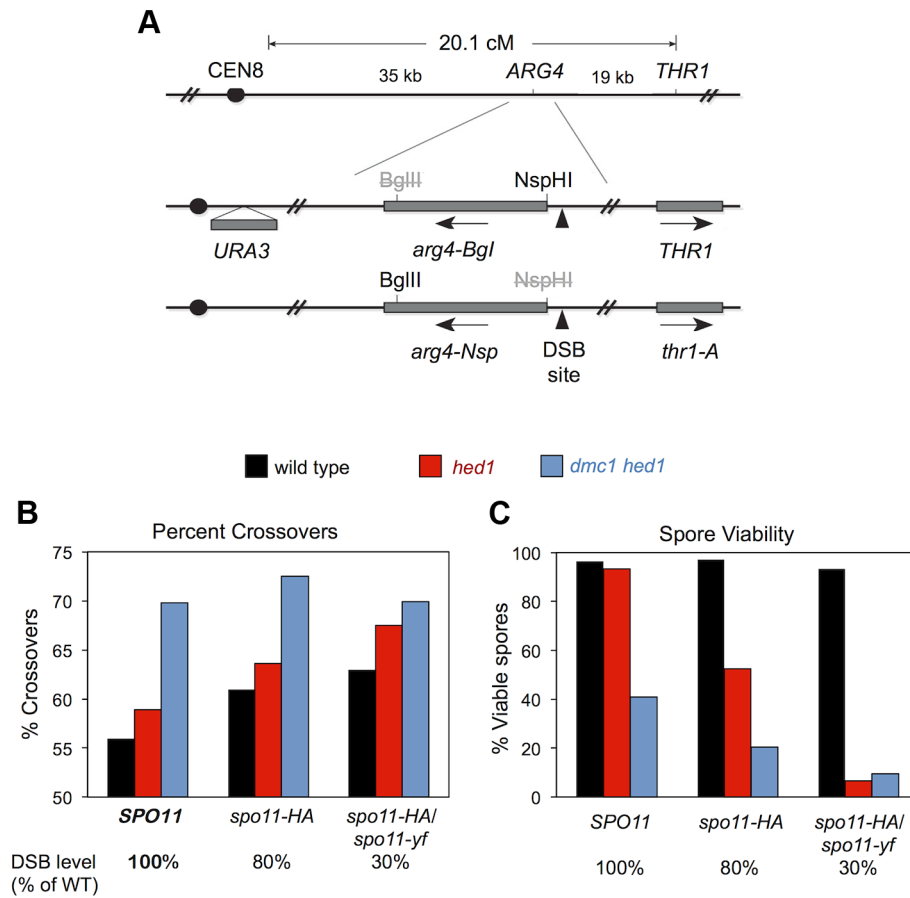 A
20.1 cM
CEN8
35 kb
ARG4
19 kb
THR1
BglII
NspHI
URA3
arg4-BgI
THR1
BglII
NspHI
arg4-Nsp
DSB
site
thr1-A
wild type
hed1
dmc1 hed1
B
Percent Crossovers
% Crossovers
75
70
65
60
55
50
SPO11
spo11-HA
spo11-HA/
spo11-yf
DSB level
(% of WT)
100%
80%
30%
C
Spore Viability
% Viable spores
100
80
60
40
20
0
SPO11
spo11-HA
spo11-HA/
spo11-yf
100%
80%
30%